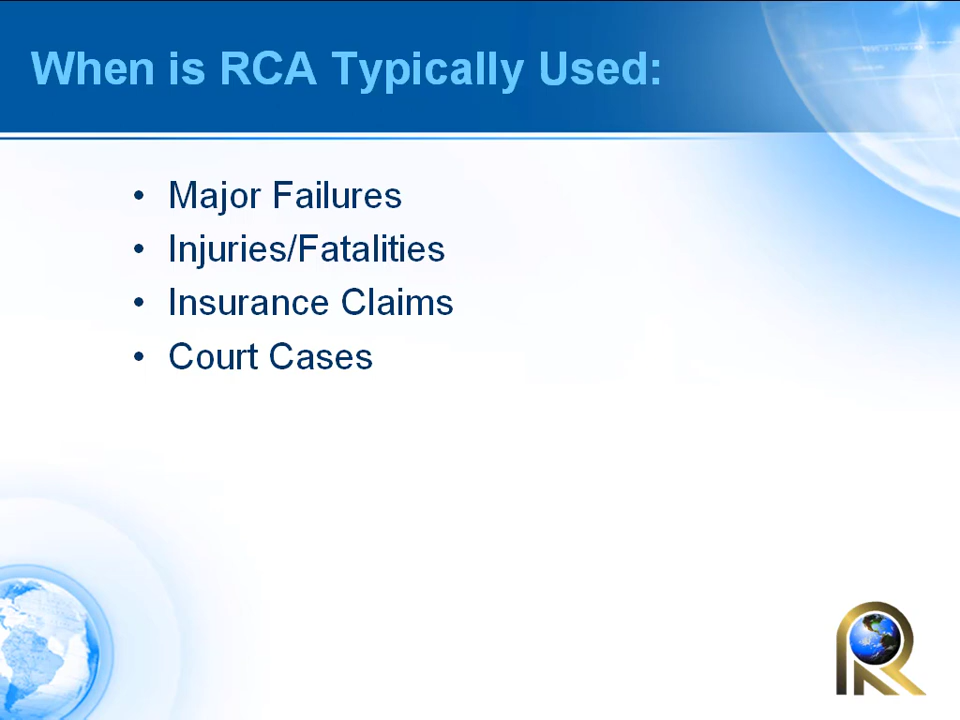 When is RCA Typically Used:
• Major Failures
• Injuries/Fatalities
• Insurance Claims
• Court Cases